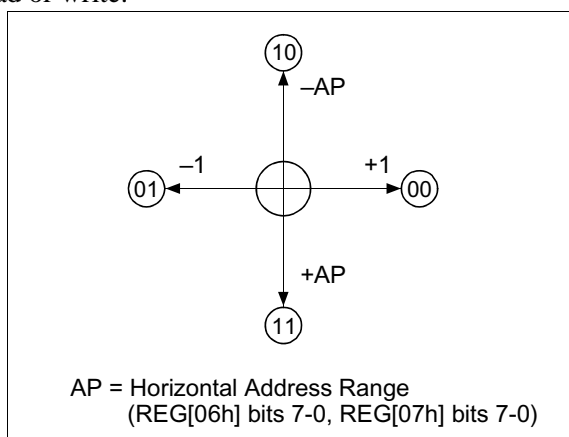 ad or write.
10
–AP
–1
+1
01
00
+AP
11
AP = Horizontal Address Range
(REG[06h] bits 7-0, REG[07h] bits 7-0)